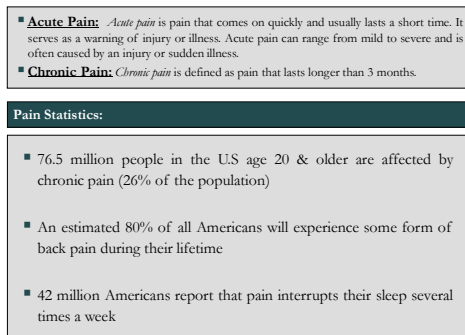 ▪ Acute Pain: Acute pain is pain that comes on quickly and usually lasts a short time. It
serves as a warning of injury or illness. Acute pain can range from mild to severe and is
often caused by an injury or sudden illness.
▪ Chronic Pain: Chronic pain is defined as pain that lasts longer than 3 months.
Pain Statistics:
▪ 76.5 million people in the U.S age 20 & older are affected by
chronic pain (26% of the population)
▪ An estimated 80% of all Americans will experience some form of
back pain during their lifetime
▪ 42 million Americans report that pain interrupts their sleep several
times a week